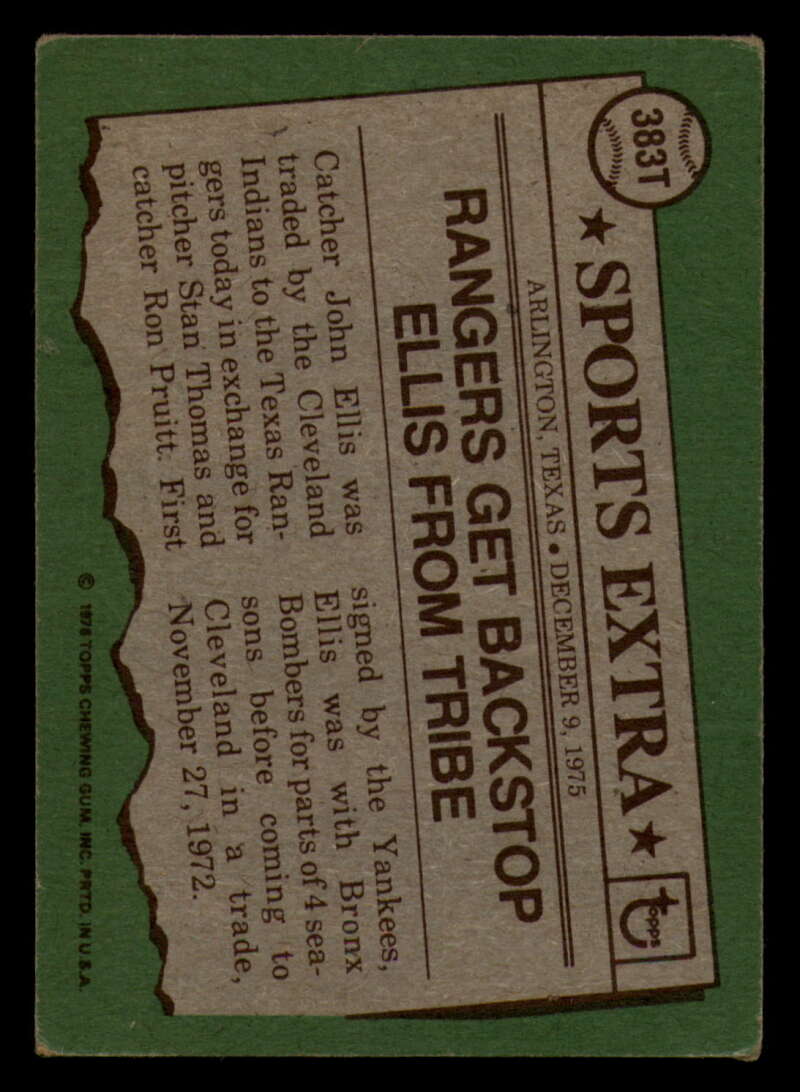 383T
★ SPORTS EXTRA ★
topps
ARLINGTON, TEXAS • DECEMBER 9, 1975
RANGERS GET BACKSTOP
ELLIS FROM TRIBE
Catcher John Ellis was
traded by the Cleveland
Indians to the Texas Ran-
gers today in exchange for
pitcher Stan Thomas and
catcher Ron Pruitt. First
signed by the Yankees,
Ellis was with Bronx
Bombers for parts of 4 sea-
sons before coming to
Cleveland in a trade,
November 27, 1972.
© 1976 TOPPS CHEWING GUM, INC. PRTD. IN U.S.A.